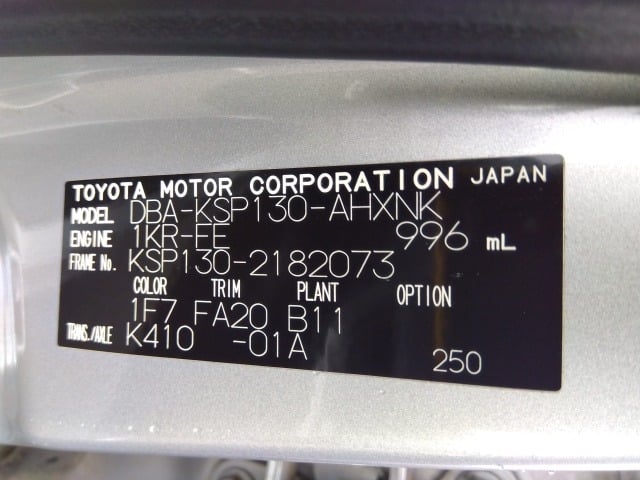 TOYOTA MOTOR CORPORATION JAPAN
MODEL DBA-KSP130-AHXNK
ENGINE 1KR-FE 996 mL
FRAME No. KSP130-2182073
COLOR TRIM PLANT OPTION
1F7 FA20 B11
TRANS./AXLE K410 -01A
250